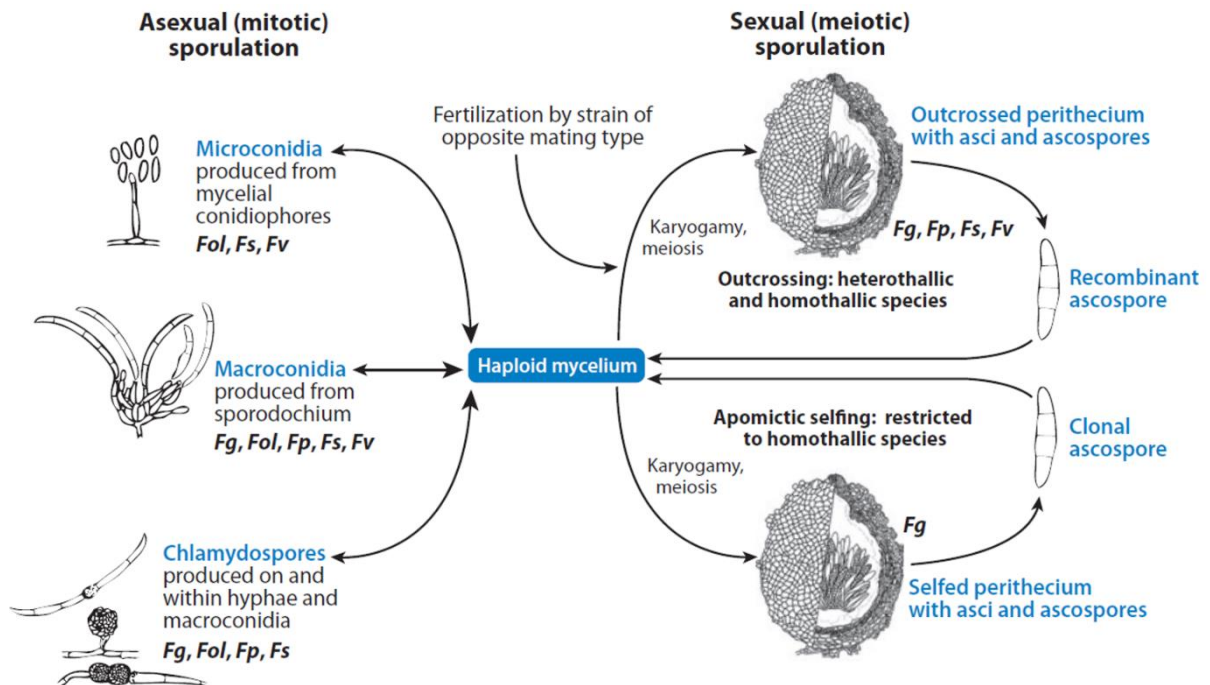 Asexual (mitotic)
sporulation
Microconidia
produced from
mycelial
conidiophores
Fol, Fs, Fv
Macroconidia
produced from
sporodochium
Fg, Fol, Fp, Fs, Fv
Chlamydospores
produced on and
within hyphae and
macroconidia
Fg, Fol, Fp, Fs
Haploid mycelium
Sexual (meiotic)
sporulation
Fertilization by strain of
opposite mating type
Karyogamy,
meiosis
Outcrossed perithecium
with asci and ascospores
Fg, Fp, Fs, Fv
Outcrossing: heterothallic
and homothallic species
Recombinant
ascospore
Apomictic selfing: restricted
to homothallic species
Clonal
ascospore
Karyogamy,
meiosis
Fg
Selfed perithecium
with asci and ascospores